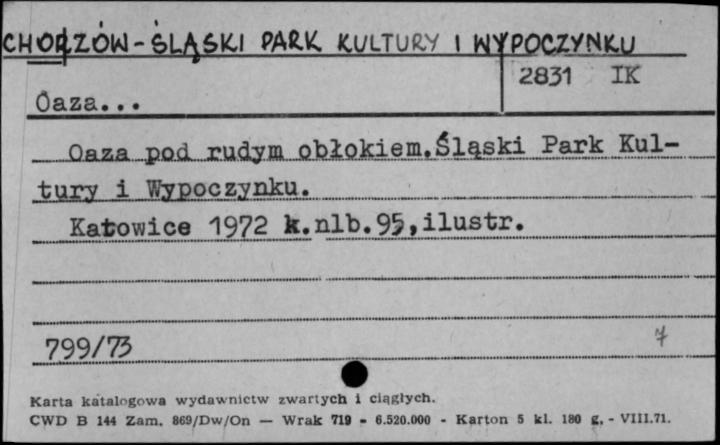 CHORZÓW - ŚLĄSKI PARK KULTURY I WYPOCZYNKU
2831 IK
Oaza...
Oaza pod rudym obłokiem.Śląski Park Kul-
tury i Wypoczynku.
Katowice 1972 k.nlb.95,ilustr.
799/73
7
Karta katalogowa wydawnictw zwartych i ciągłych.
CWD B 144 Zam. 869/Dw/On — Wrak 719 - 6.520.000 - Karton 5 kl. 180 g. - VIII.71.